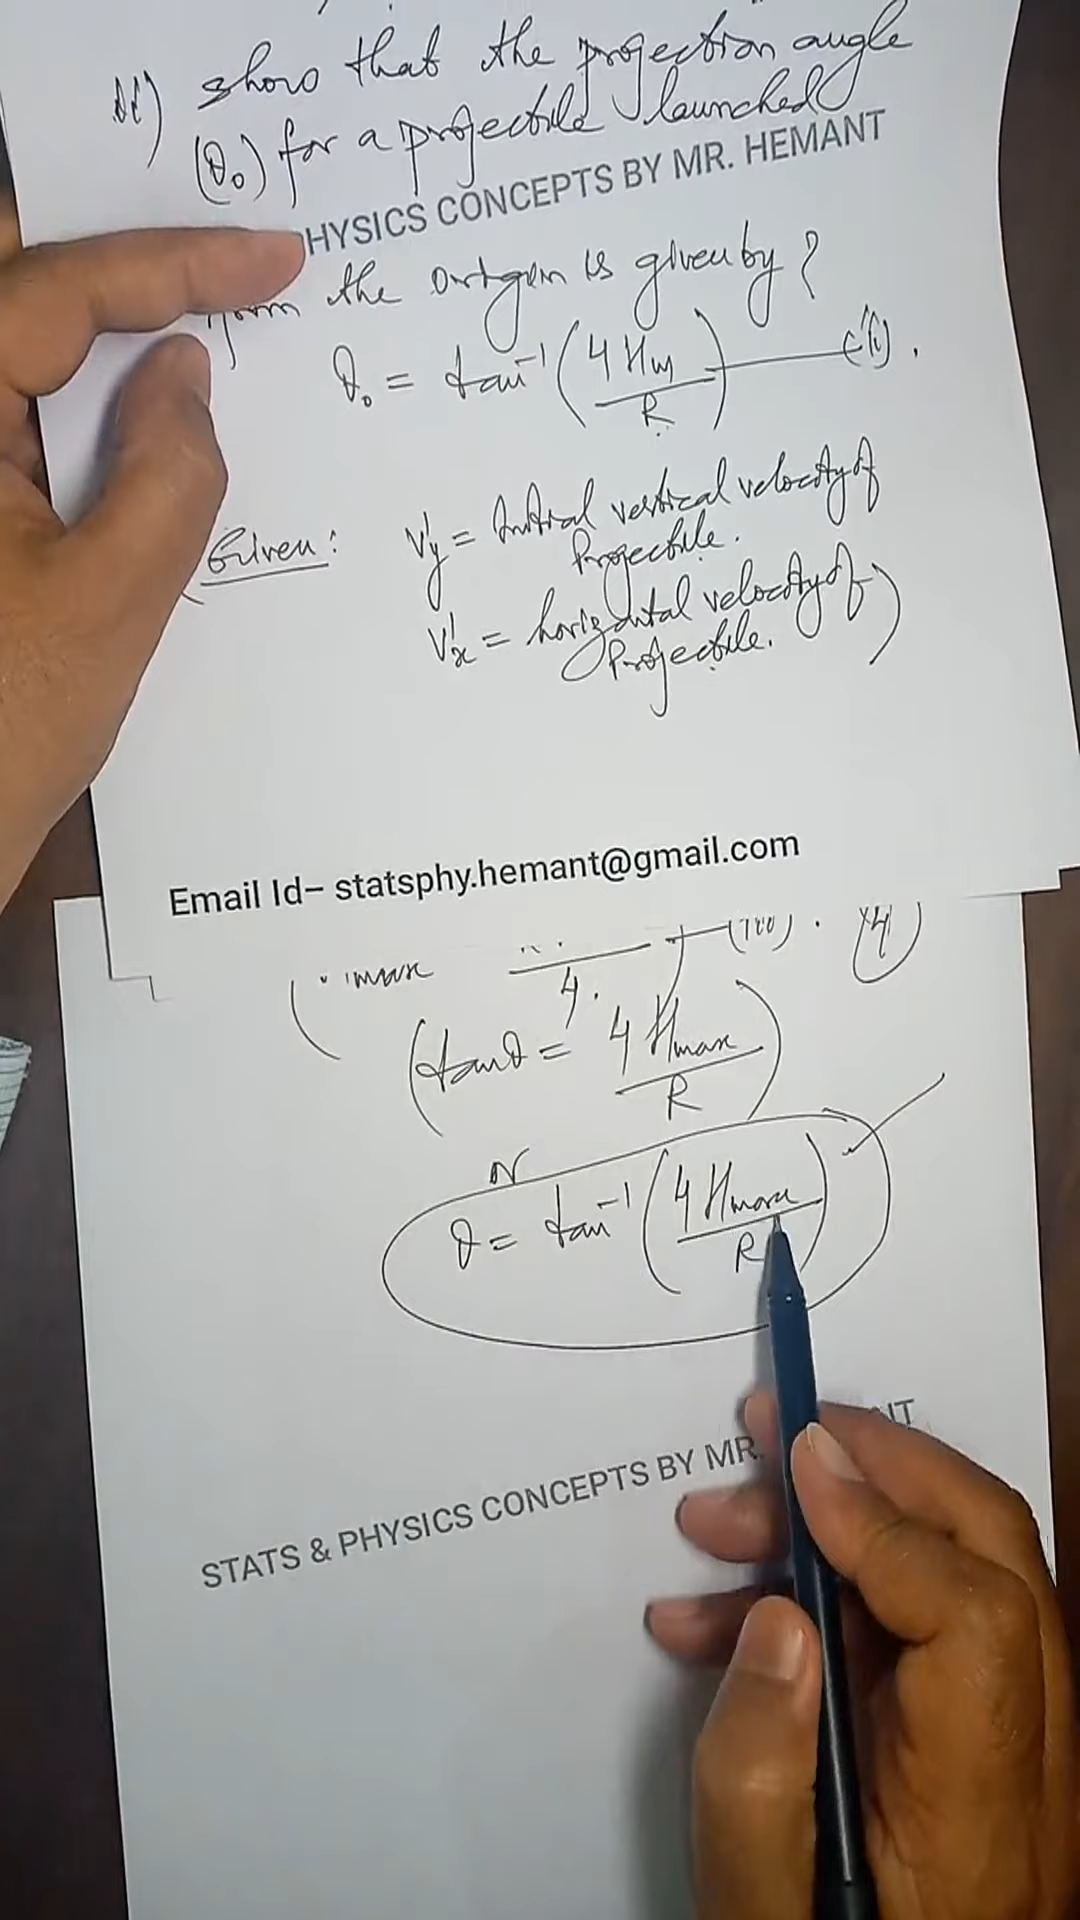 ii) show that the projection angle
(θ₀) for a projectile launched
PHYSICS CONCEPTS BY MR. HEMANT
from the origin is given by?
θ₀ = tan⁻¹ (4 Hm / R) — (ii).
Given: V'y = Initial vertical velocity of
Projectile.
V'x = horizontal velocity of
Projectile.
Email Id- statsphy.hemant@gmail.com
4.
(tanθ = 4 Hmax / R)
θ = tan⁻¹ (4 Hmax / R)
STATS & PHYSICS CONCEPTS BY MR.